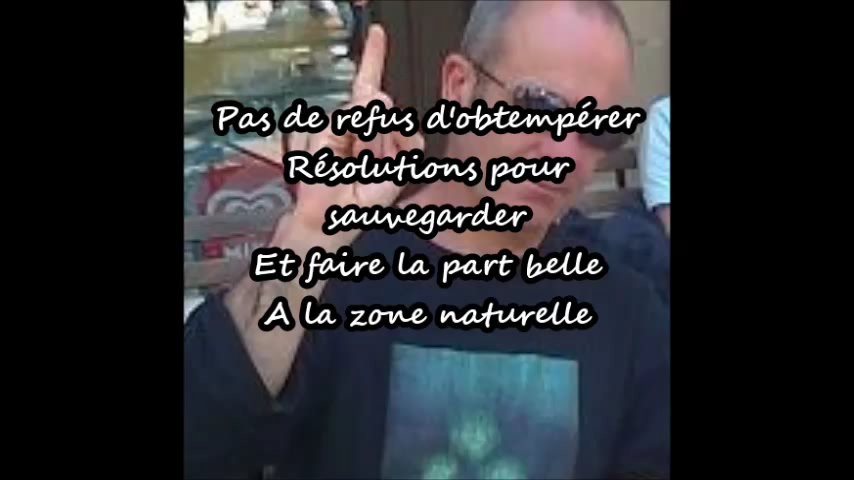 Pas de refus d'obtempérer
Résolutions pour
sauvegarder
Et faire la part belle
A la zone naturelle